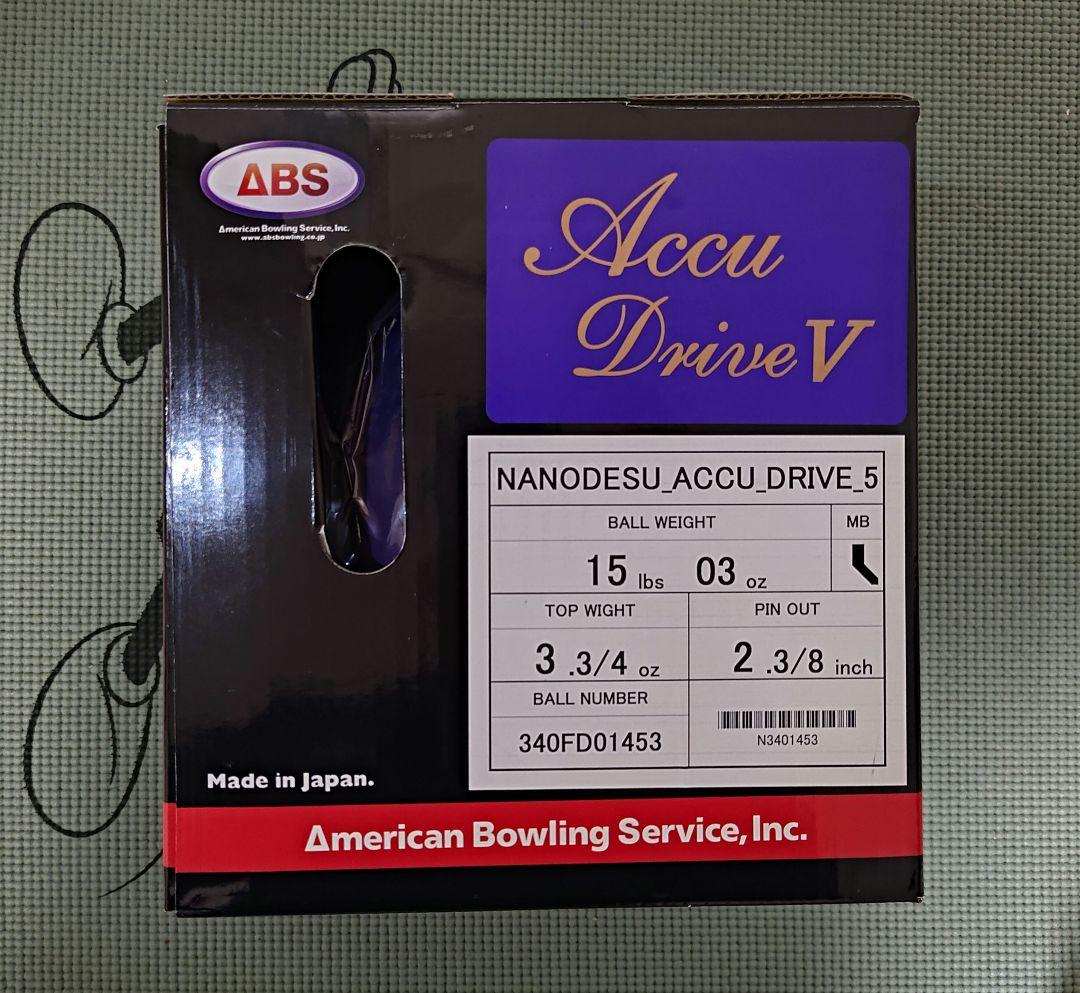 ABS
American Bowling Service, Inc.
www.absbowling.co.jp
Accu
Drive V
NANODESU_ACCU_DRIVE_5
BALL WEIGHT MB
15 lbs 03 oz
TOP WIGHT PIN OUT
3 .3/4 oz 2 .3/8 inch
BALL NUMBER
340FD01453 N3401453
Made in Japan.
American Bowling Service, Inc.